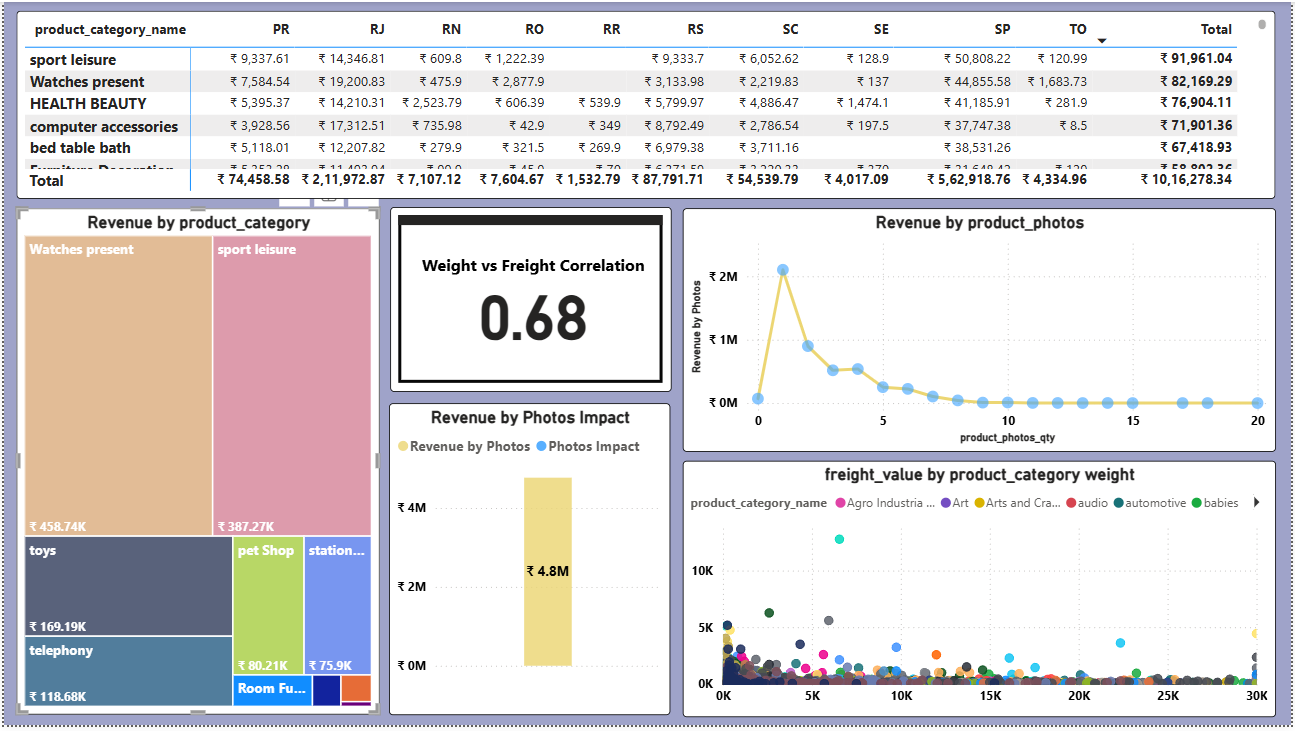 product_category_name PR RJ RN RO RR RS SC SE SP TO Total
sport leisure ₹ 9,337.61 ₹ 14,346.81 ₹ 609.8 ₹ 1,222.39 ₹ 9,333.7 ₹ 6,052.62 ₹ 128.9 ₹ 50,808.22 ₹ 120.99 ₹ 91,961.04
Watches present ₹ 7,584.54 ₹ 19,200.83 ₹ 475.9 ₹ 2,877.9 ₹ 3,133.98 ₹ 2,219.83 ₹ 137 ₹ 44,855.58 ₹ 1,683.73 ₹ 82,169.29
HEALTH BEAUTY ₹ 5,395.37 ₹ 14,210.31 ₹ 2,523.79 ₹ 606.39 ₹ 539.9 ₹ 5,799.97 ₹ 4,886.47 ₹ 1,474.1 ₹ 41,185.91 ₹ 281.9 ₹ 76,904.11
computer accessories ₹ 3,928.56 ₹ 17,312.51 ₹ 735.98 ₹ 42.9 ₹ 349 ₹ 8,792.49 ₹ 2,786.54 ₹ 197.5 ₹ 37,747.38 ₹ 8.5 ₹ 71,901.36
bed table bath ₹ 5,118.01 ₹ 12,207.82 ₹ 279.9 ₹ 321.5 ₹ 269.9 ₹ 6,979.38 ₹ 3,711.16 ₹ 38,531.26 ₹ 67,418.93
Total ₹ 74,458.58 ₹ 2,11,972.87 ₹ 7,107.12 ₹ 7,604.67 ₹ 1,532.79 ₹ 87,791.71 ₹ 54,539.79 ₹ 4,017.09 ₹ 5,62,918.76 ₹ 4,334.96 ₹ 10,16,278.34
Revenue by product_category
Watches present
₹ 458.74K
sport leisure
₹ 387.27K
toys
₹ 169.19K
telephony
₹ 118.68K
pet Shop
₹ 80.21K
station...
₹ 75.9K
Room Fu...
Weight vs Freight Correlation
0.68
Revenue by Photos Impact
Revenue by Photos Photos Impact
₹ 4M
₹ 4.8M
₹ 2M
₹ 0M
Revenue by product_photos
Revenue by Photos
₹ 2M
₹ 1M
₹ 0M
0 5 10 15 20
product_photos_qty
freight_value by product_category weight
product_category_name Agro Industria ... Art Arts and Cra... audio automotive babies
10K
5K
0K
0K 5K 10K 15K 20K 25K 30K